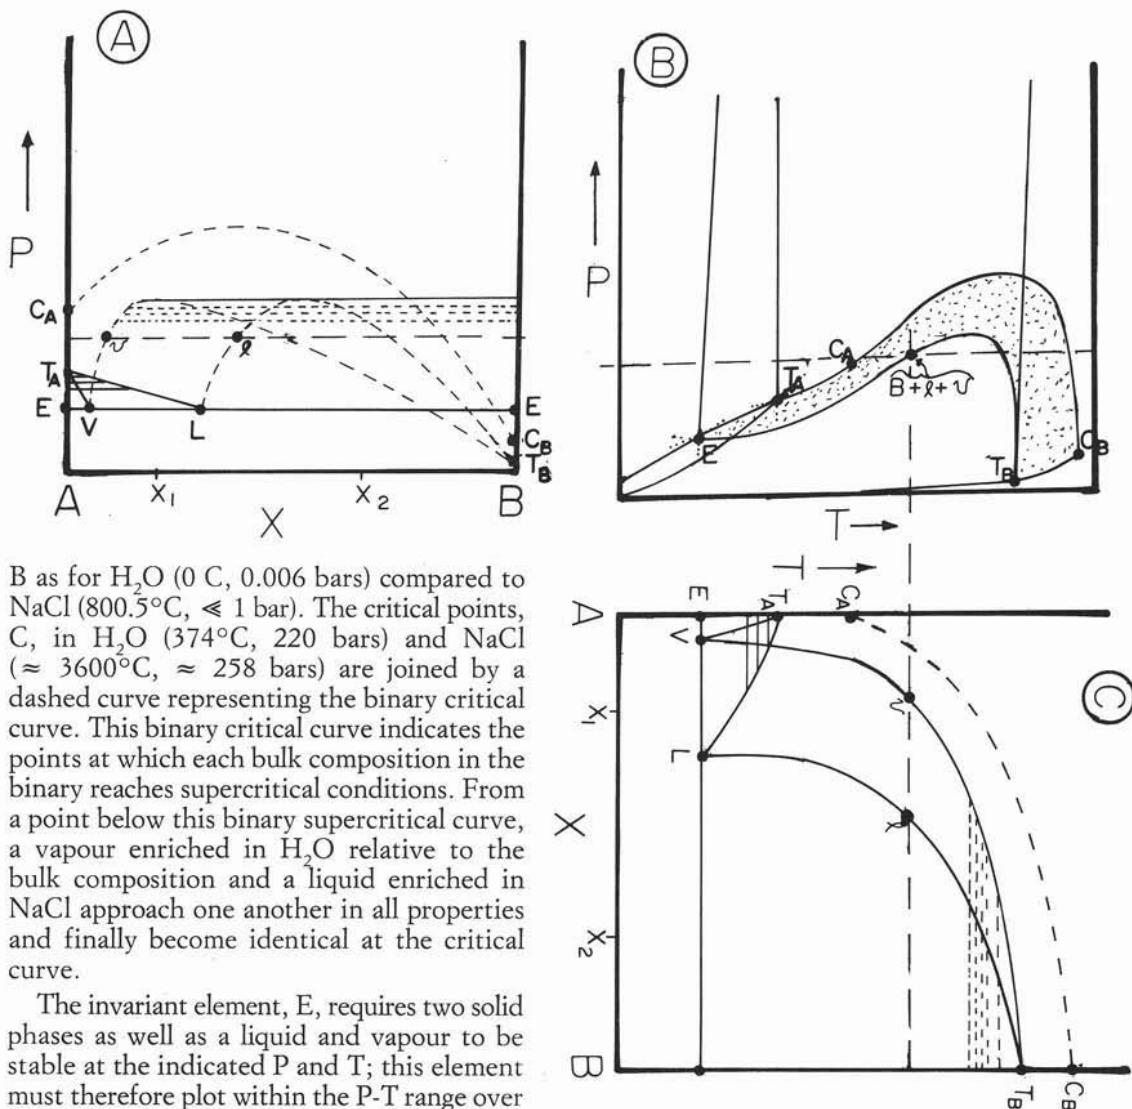 A
P
C_A
T_A
E
V
L
v
l
E
C_B
T_B
A
X₁
X
X₂
B
B
P
E
T_A
C_A
B+l+v
T_B
C_B
T
B as for H₂O (0 C, 0.006 bars) compared to
NaCl (800.5°C, ≪ 1 bar). The critical points,
C, in H₂O (374°C, 220 bars) and NaCl
(≈ 3600°C, ≈ 258 bars) are joined by a
dashed curve representing the binary critical
curve. This binary critical curve indicates the
points at which each bulk composition in the
binary reaches supercritical conditions. From
a point below this binary supercritical curve,
a vapour enriched in H₂O relative to the
bulk composition and a liquid enriched in
NaCl approach one another in all properties
and finally become identical at the critical
curve.
The invariant element, E, requires two solid
phases as well as a liquid and vapour to be
stable at the indicated P and T; this element
must therefore plot within the P-T range over
T
A
E
T_A
C_A
V
C
X₁
v
L
X
l
X₂
B
T_B
C_B